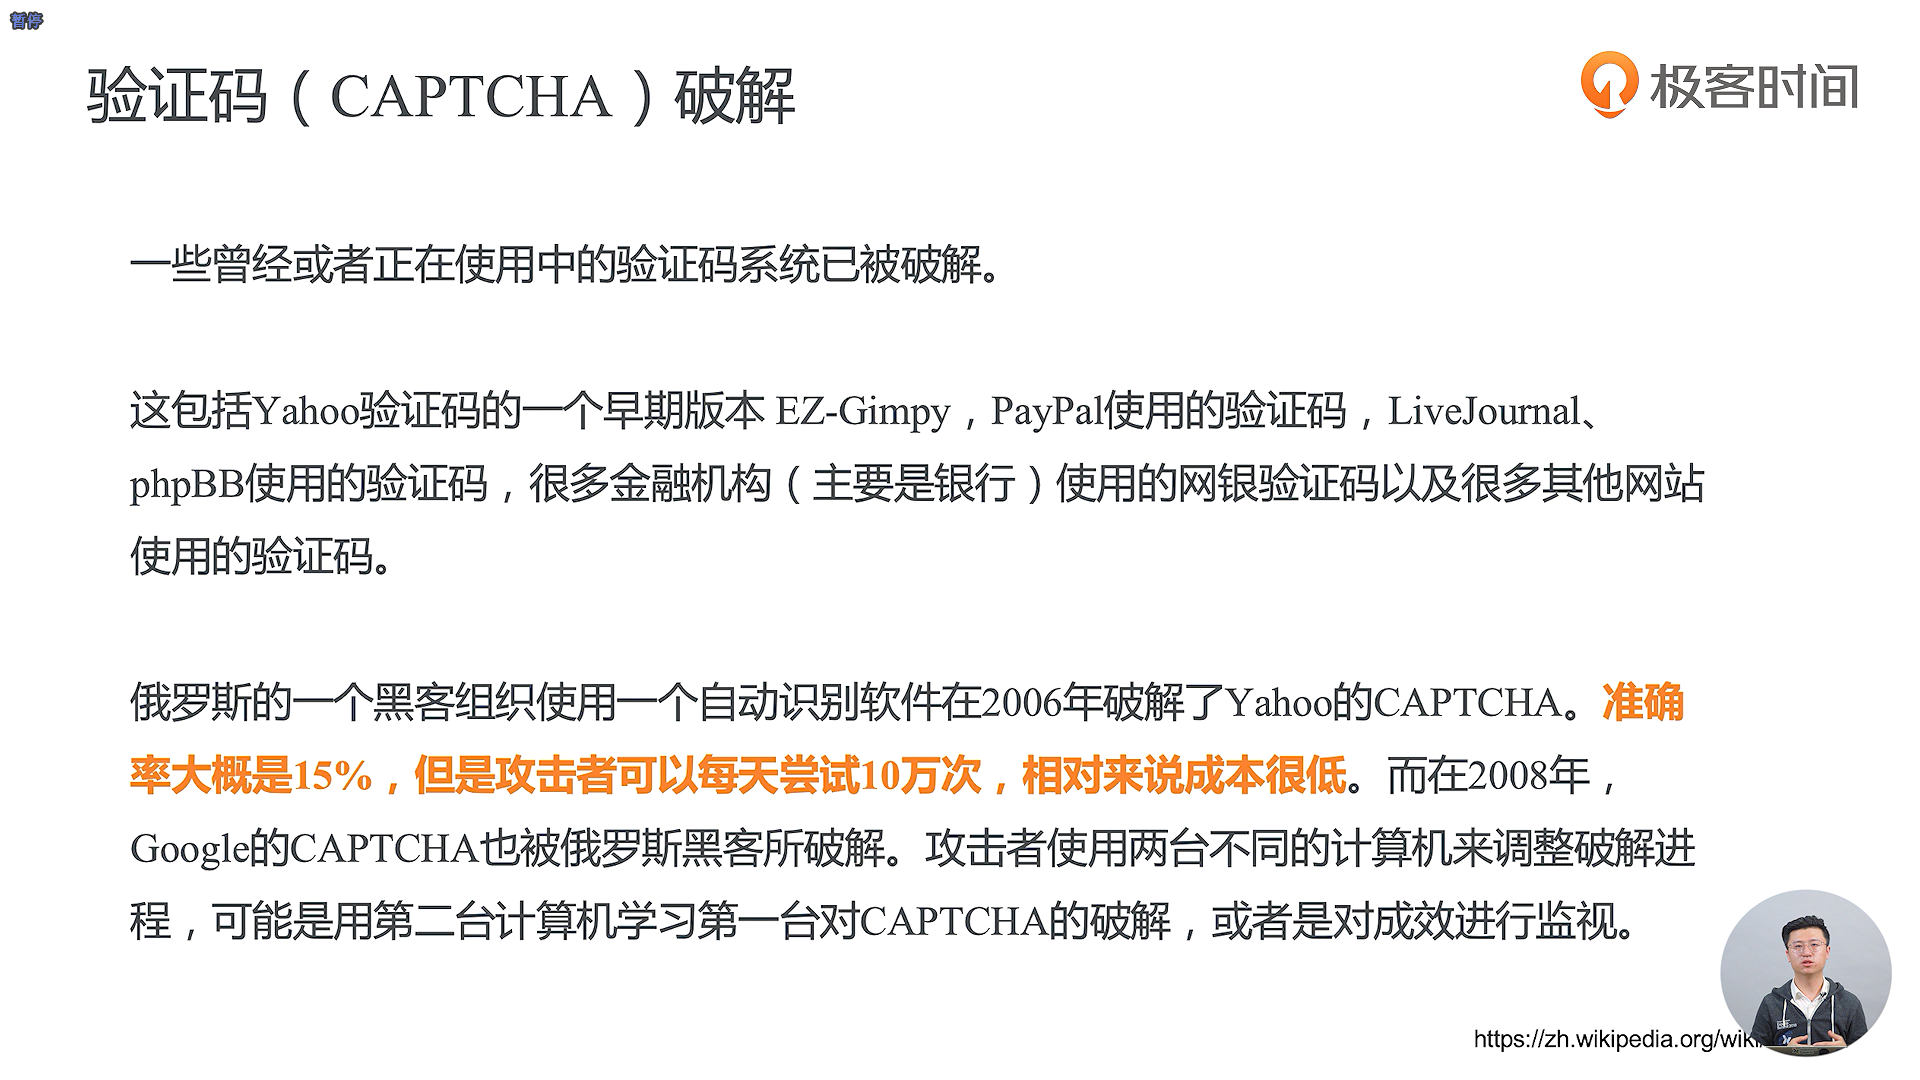 暂停
验证码（CAPTCHA）破解
极客时间
一些曾经或者正在使用中的验证码系统已被破解。
这包括Yahoo验证码的一个早期版本 EZ-Gimpy，PayPal使用的验证码，LiveJournal、
phpBB使用的验证码，很多金融机构（主要是银行）使用的网银验证码以及很多其他网站
使用的验证码。
俄罗斯的一个黑客组织使用一个自动识别软件在2006年破解了Yahoo的CAPTCHA。准确
率大概是15%，但是攻击者可以每天尝试10万次，相对来说成本很低。而在2008年，
Google的CAPTCHA也被俄罗斯黑客所破解。攻击者使用两台不同的计算机来调整破解进
程，可能是用第二台计算机学习第一台对CAPTCHA的破解，或者是对成效进行监视。
https://zh.wikipedia.org/wiki